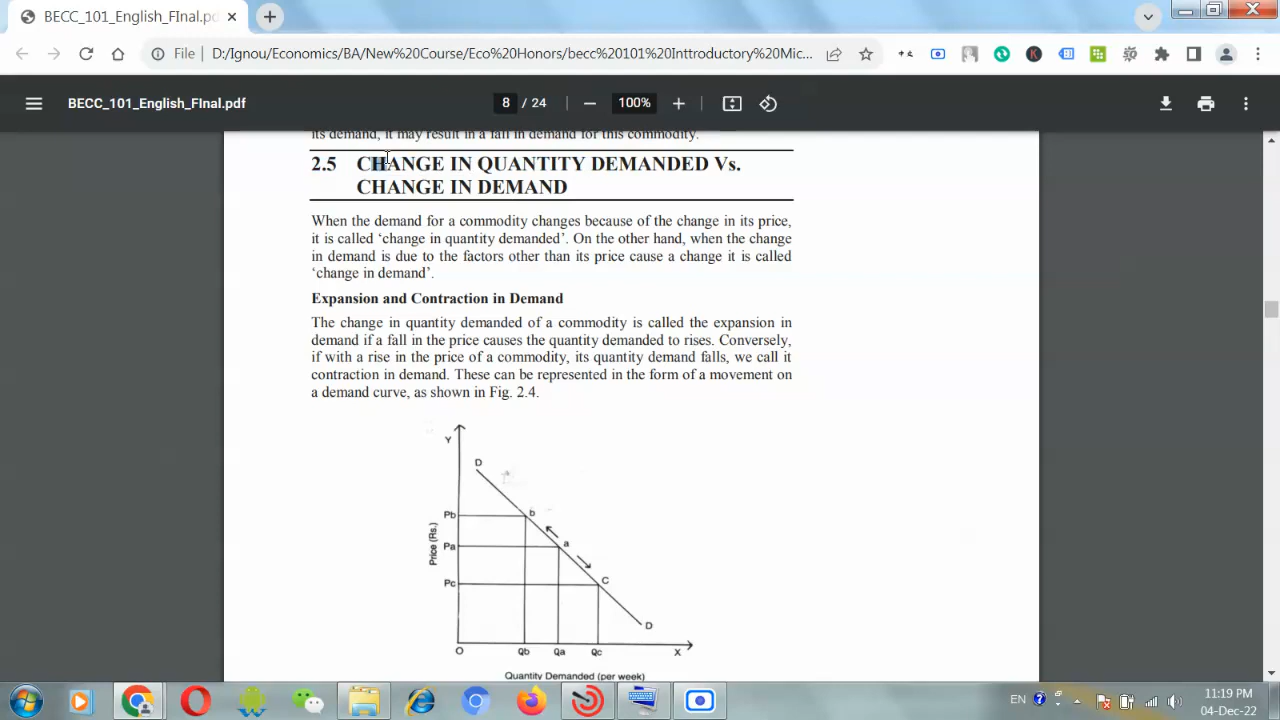 BECC_101_English_FInal.pd
File
D:/Ignou/Economics/BA/New%20Course/Eco%20Honors/becc%20101%20Inttroductory%20Mic...
BECC_101_English_FInal.pdf
8 / 24
100%
its demand, it may result in a fall in demand for this commodity.
2.5 CHANGE IN QUANTITY DEMANDED Vs.
CHANGE IN DEMAND
When the demand for a commodity changes because of the change in its price,
it is called ‘change in quantity demanded’. On the other hand, when the change
in demand is due to the factors other than its price cause a change it is called
‘change in demand’.
Expansion and Contraction in Demand
The change in quantity demanded of a commodity is called the expansion in
demand if a fall in the price causes the quantity demanded to rises. Conversely,
if with a rise in the price of a commodity, its quantity demand falls, we call it
contraction in demand. These can be represented in the form of a movement on
a demand curve, as shown in Fig. 2.4.
Y
D
Pb
b
Pa
a
Price (Rs.)
Pc
C
D
O
Qb
Qa
Qc
X
Quantity Demanded (per week)
EN
11:19 PM
04-Dec-22